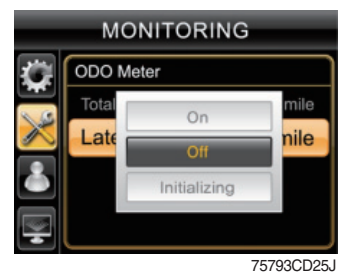 MONITORING
ODO Meter
Total
mile
On
Late
mile
Off
Initializing
75793CD25J